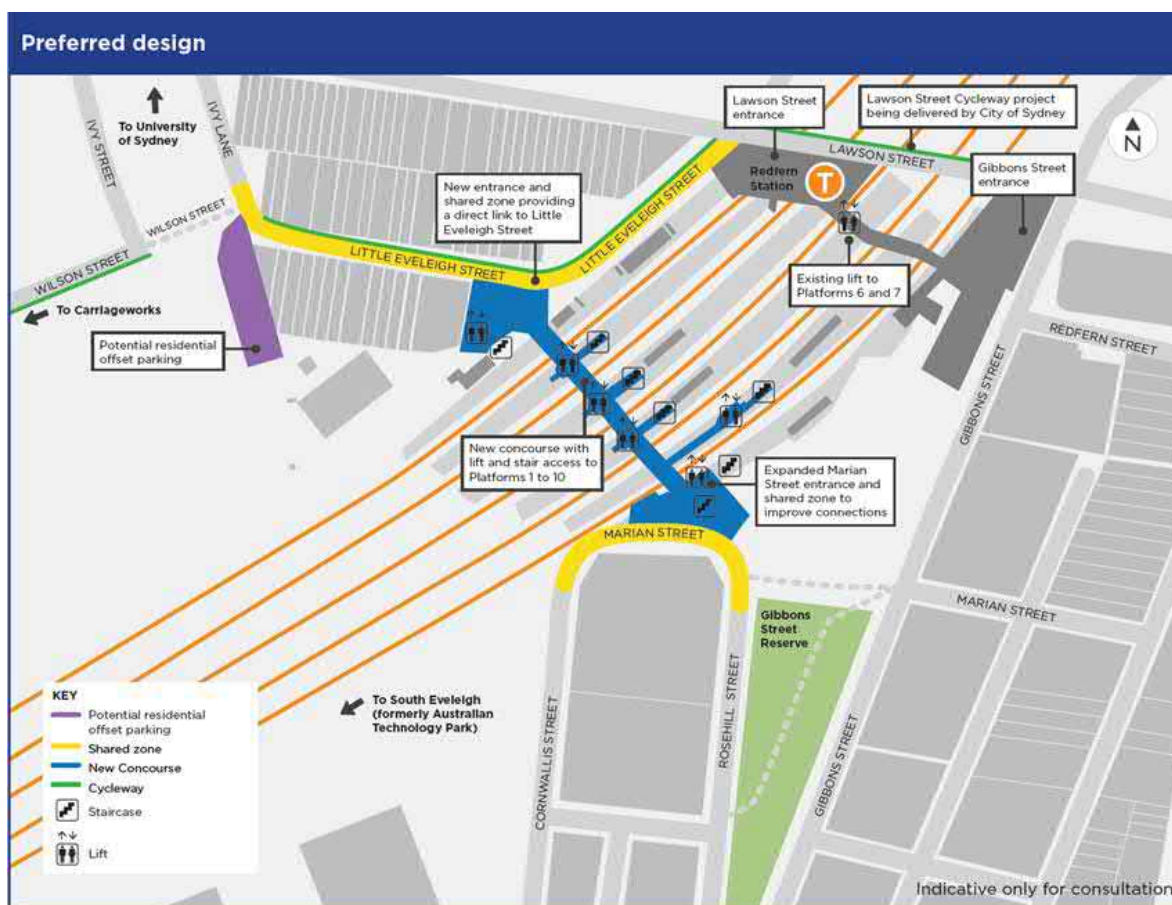 Preferred design
IVY STREET
To University
of Sydney
IVY LANE
Lawson Street
entrance
Lawson Street Cycleway project
being delivered by City of Sydney
N
LAWSON STREET
Redfern
Station
T
Gibbons Street
entrance
New entrance and
shared zone providing
a direct link to Little
Eveleigh Street
LITTLE EVELEIGH STREET
LITTLE EVELEIGH STREET
WILSON STREET
WILSON STREET
To Carriageworks
Existing lift to
Platforms 6 and 7
REDFERN STREET
Potential residential
offset parking
GIBBONS STREET
New concourse with
lift and stair access to
Platforms 1 to 10
Expanded Marian
Street entrance and
shared zone to
improve connections
MARIAN STREET
MARIAN STREET
Gibbons
Street
Reserve
To South Eveleigh
(formerly Australian
Technology Park)
CORNWALLIS STREET
ROSEHILL STREET
GIBBONS STREET
KEY
Potential residential
offset parking
Shared zone
New Concourse
Cycleway
Staircase
Lift
Indicative only for consultation